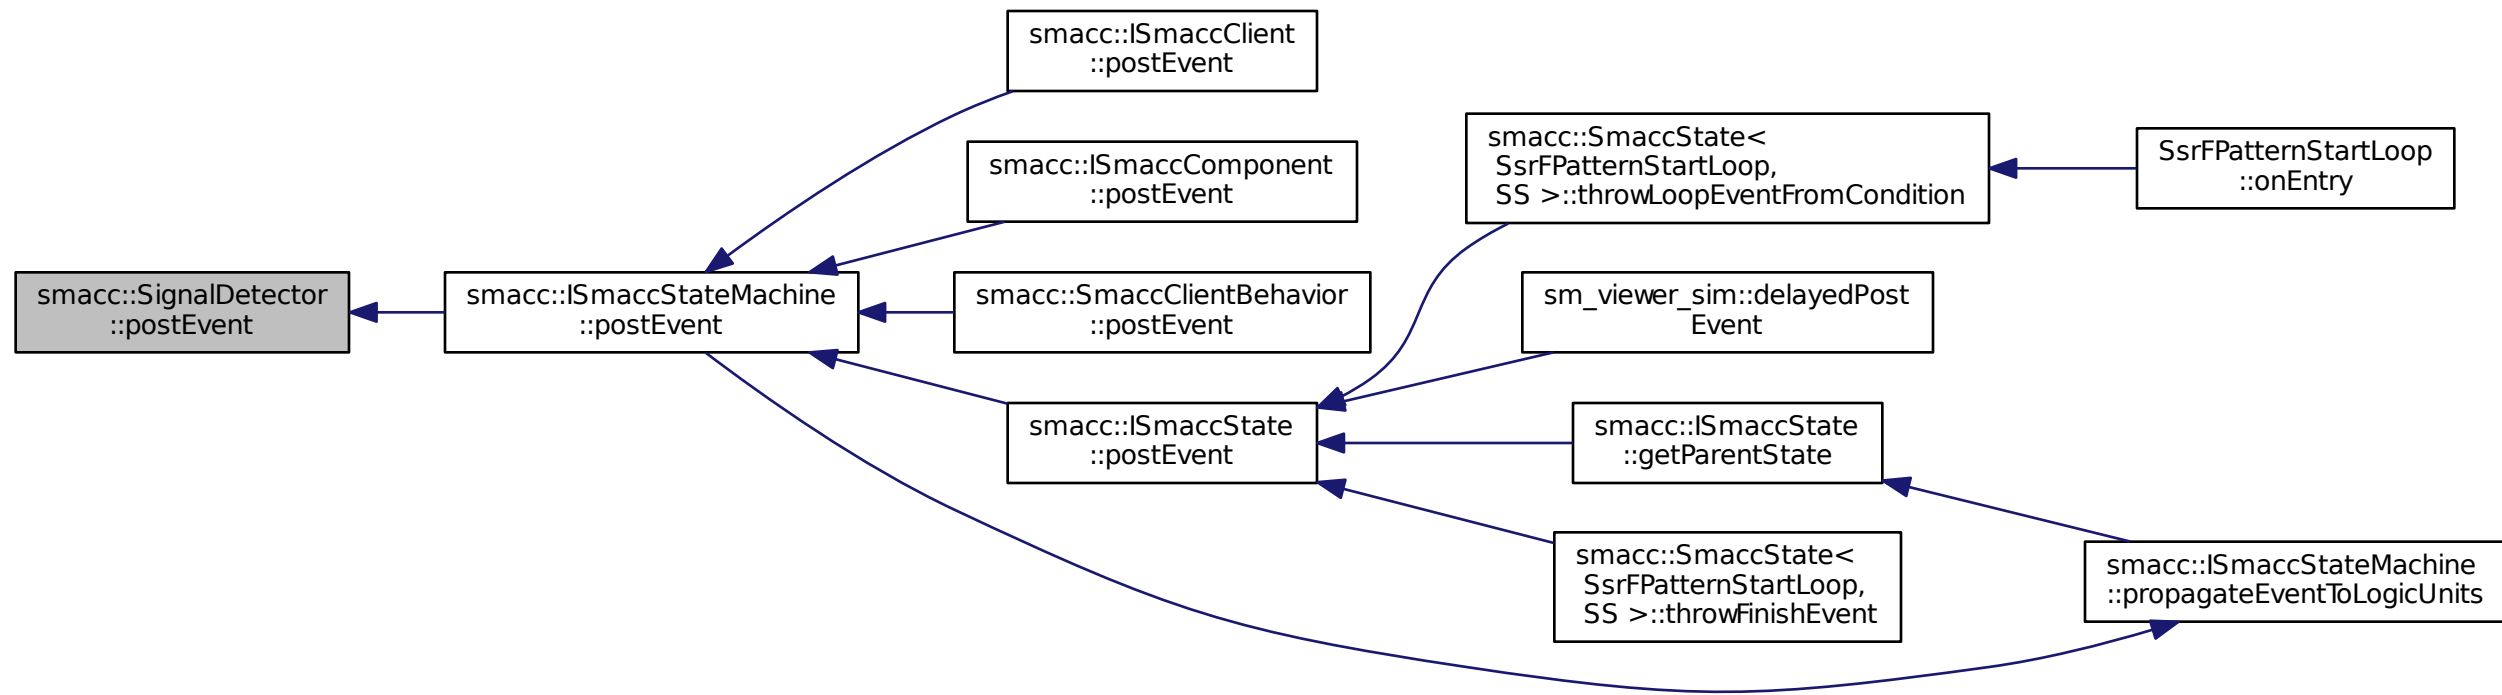 smacc::ISmaccClient
::postEvent
smacc::ISmaccComponent
::postEvent
smacc::SmaccState<
SsrFPatternStartLoop,
SS >::throwLoopEventFromCondition
SsrFPatternStartLoop
::onEntry
smacc::SignalDetector
::postEvent
smacc::ISmaccStateMachine
::postEvent
smacc::SmaccClientBehavior
::postEvent
sm_viewer_sim::delayedPost
Event
smacc::ISmaccState
::postEvent
smacc::ISmaccState
::getParentState
smacc::SmaccState<
SsrFPatternStartLoop,
SS >::throwFinishEvent
smacc::ISmaccStateMachine
::propagateEventToLogicUnits